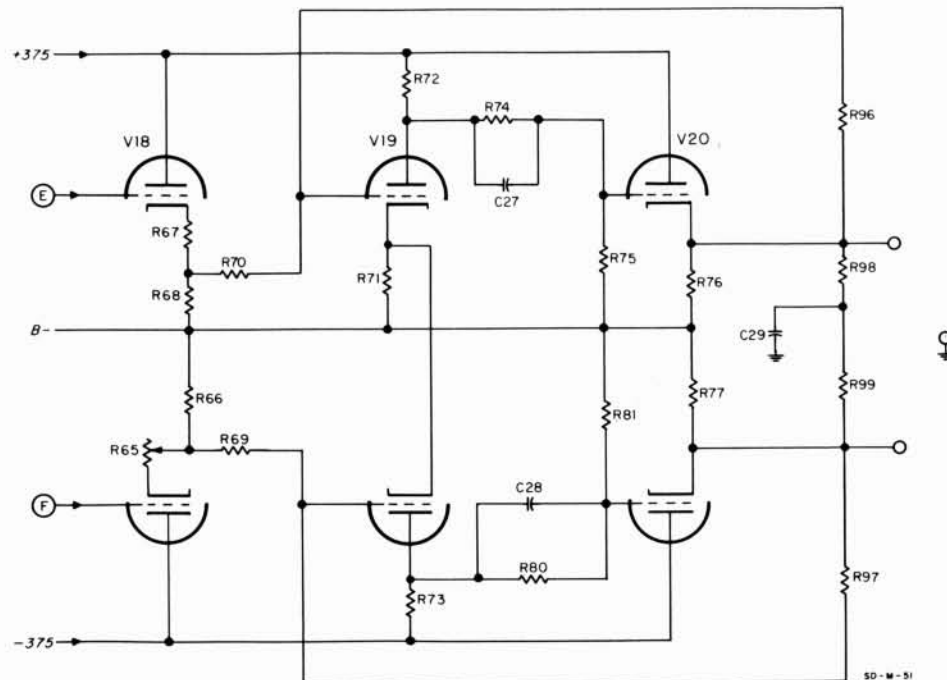 +375
R72
R74
R96
V18
V19
V20
E
C27
R67
R70
R75
R68
R71
R76
R98
B-
C29
R66
R77
R99
R81
R65
R69
F
C28
R80
R73
R97
-375
SD-M-51